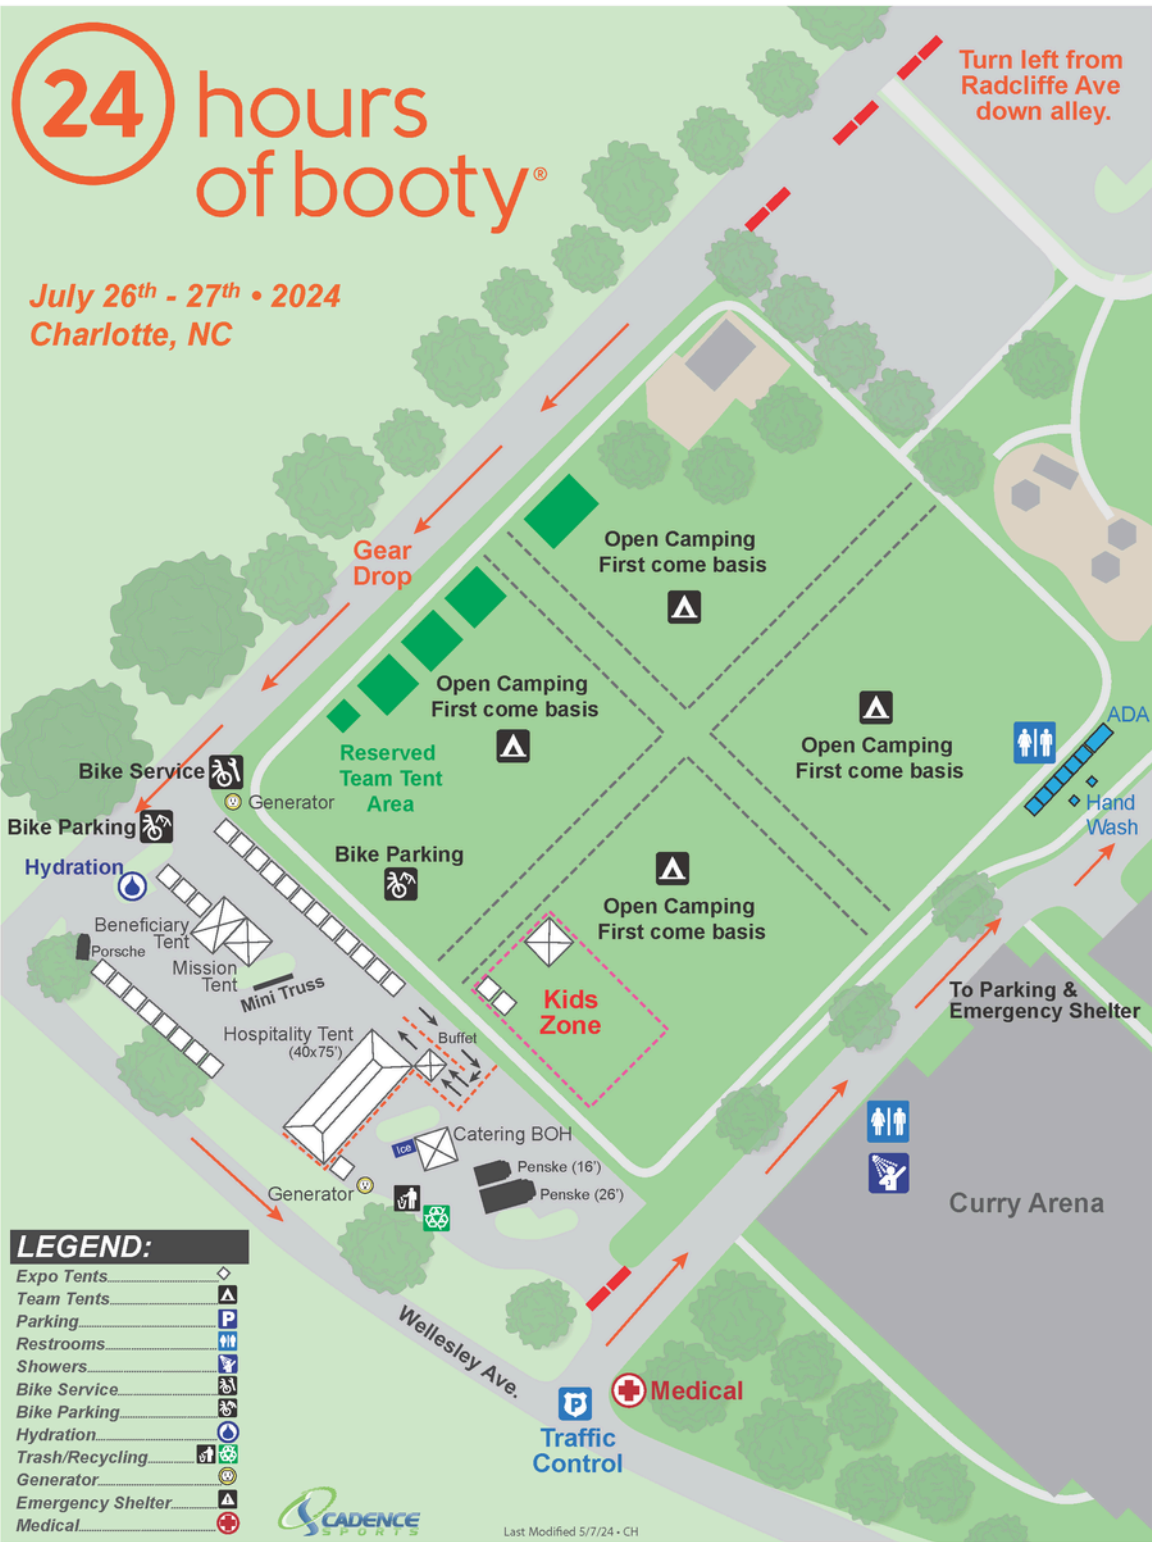 24 hours
of booty®
July 26th - 27th • 2024
Charlotte, NC
Turn left from
Radcliffe Ave
down alley.
Gear
Drop
Open Camping
First come basis
Open Camping
First come basis
Reserved
Team Tent
Area
Open Camping
First come basis
ADA
Hand
Wash
Bike Service
Generator
Bike Parking
Hydration
Bike Parking
Open Camping
First come basis
Beneficiary
Tent
Porsche
Mission
Tent
Mini Truss
Kids
Zone
To Parking &
Emergency Shelter
Hospitality Tent
(40x75')
Buffet
Catering BOH
Ice
Penske (16')
Penske (26')
Generator
Curry Arena
Wellesley Ave.
P
Traffic
Control
Medical
LEGEND:
Expo Tents
Team Tents
Parking P
Restrooms
Showers
Bike Service
Bike Parking
Hydration
Trash/Recycling
Generator
Emergency Shelter
Medical
CADENCE
SPORTS
Last Modified 5/7/24 • CH